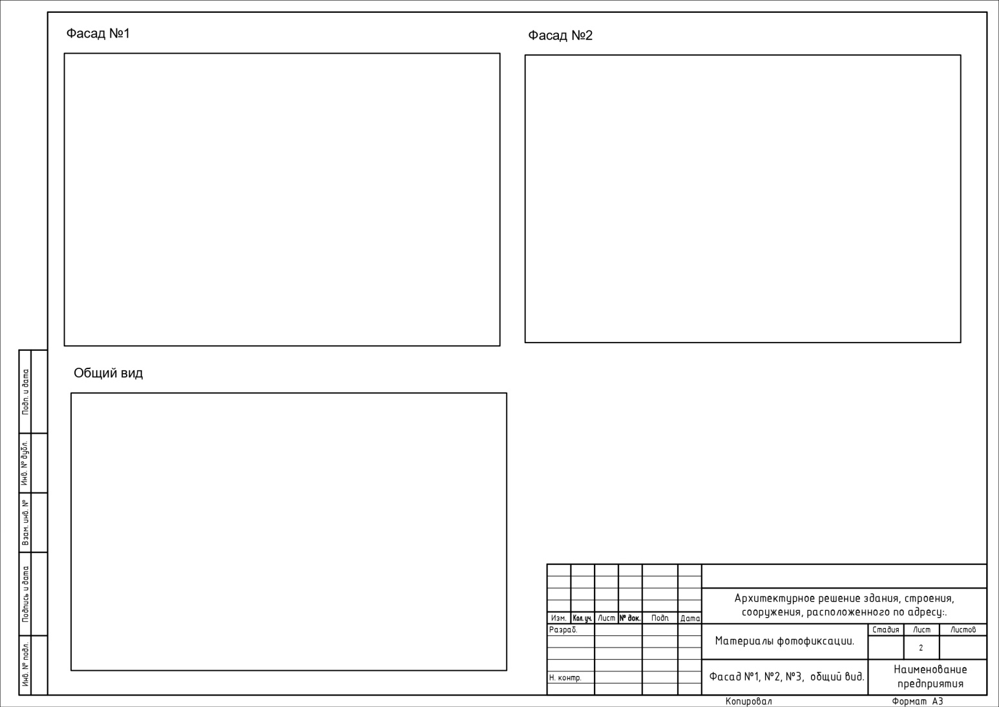 Фасад №1
Фасад №2
Общий вид
Подп. и дата
Инв. № дубл.
Взам. инв. №
Подпись и дата
Инв. № подл.
Архитектурное решение здания, строения,
сооружения, расположенного по адресу:.
Изм. Кол. уч. Лист № док. Подп. Дата
Разраб.
Материалы фотофиксации.
Стадия Лист Листов
2
Н. контр.
Фасад №1, №2, №3, общий вид.
Наименование
предприятия
Копировал Формат А3